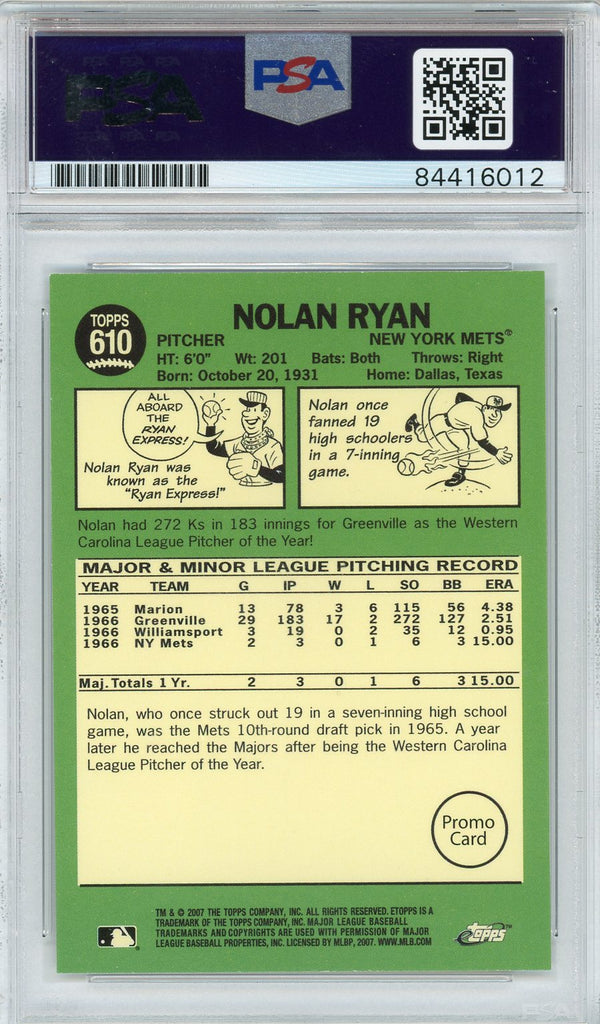 PSA
PSA
84416012
TOPPS
610
NOLAN RYAN
PITCHER NEW YORK METS®
HT: 6'0" Wt: 201 Bats: Both Throws: Right
Born: October 20, 1931 Home: Dallas, Texas
ALL
ABOARD
THE
RYAN
EXPRESS!
Nolan Ryan was
known as the
"Ryan Express!"
Nolan once
fanned 19
high schoolers
in a 7-inning
game.
Nolan had 272 Ks in 183 innings for Greenville as the Western
Carolina League Pitcher of the Year!
MAJOR & MINOR LEAGUE PITCHING RECORD
YEAR TEAM G IP W L SO BB ERA
1965 Marion 13 78 3 6 115 56 4.38
1966 Greenville 29 183 17 2 272 127 2.51
1966 Williamsport 3 19 0 2 35 12 0.95
1966 NY Mets 2 3 0 1 6 3 15.00
Maj. Totals 1 Yr. 2 3 0 1 6 3 15.00
Nolan, who once struck out 19 in a seven-inning high school
game, was the Mets 10th-round draft pick in 1965. A year
later he reached the Majors after being the Western Carolina
League Pitcher of the Year.
Promo
Card
TM & © 2007 THE TOPPS COMPANY, INC. ALL RIGHTS RESERVED. ETOPPS IS A
TRADEMARK OF THE TOPPS COMPANY, INC. MAJOR LEAGUE BASEBALL
TRADEMARKS AND COPYRIGHTS ARE USED WITH PERMISSION OF MAJOR
LEAGUE BASEBALL PROPERTIES, INC. LICENSED BY MLBP, 2007. WWW.MLB.COM
etopps™
PSA